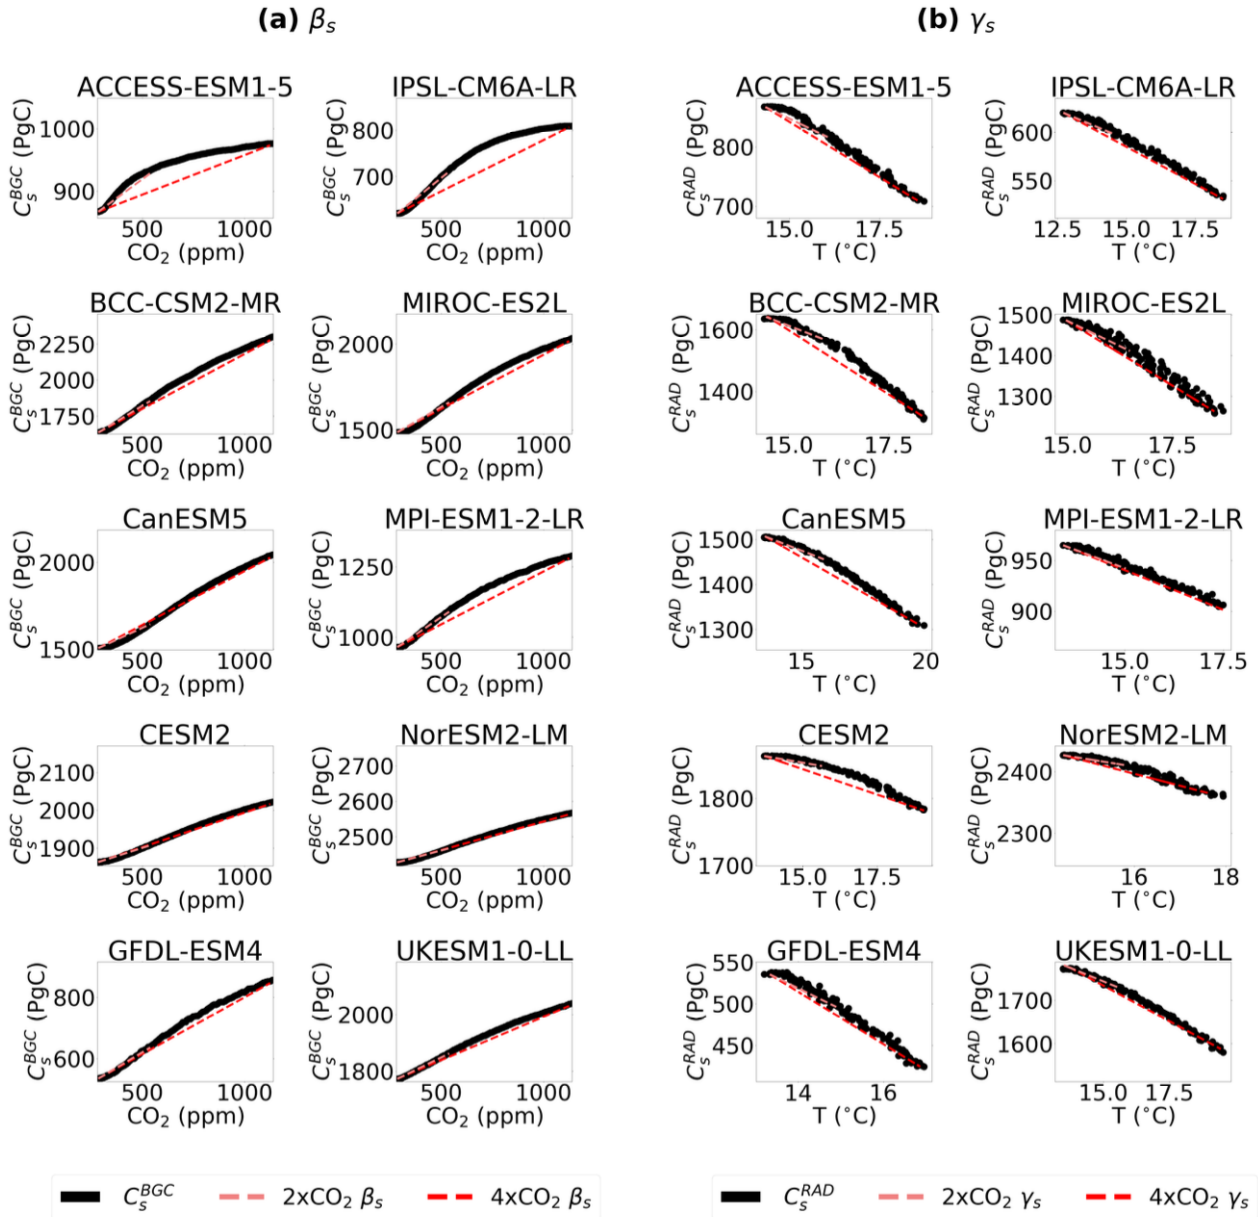 (a) βₛ
(b) γₛ
ACCESS-ESM1-5
1000
900
C_s^BGC (PgC)
500 1000
CO₂ (ppm)
IPSL-CM6A-LR
800
700
C_s^BGC (PgC)
500 1000
CO₂ (ppm)
ACCESS-ESM1-5
800
700
C_s^RAD (PgC)
15.0 17.5
T (°C)
IPSL-CM6A-LR
600
550
C_s^RAD (PgC)
12.5 15.0 17.5
T (°C)
BCC-CSM2-MR
2250
2000
1750
C_s^BGC (PgC)
500 1000
CO₂ (ppm)
MIROC-ES2L
2000
1500
C_s^BGC (PgC)
500 1000
CO₂ (ppm)
BCC-CSM2-MR
1600
1400
C_s^RAD (PgC)
15.0 17.5
T (°C)
MIROC-ES2L
1500
1400
1300
C_s^RAD (PgC)
15.0 17.5
T (°C)
CanESM5
2000
1500
C_s^BGC (PgC)
500 1000
CO₂ (ppm)
MPI-ESM1-2-LR
1250
1000
C_s^BGC (PgC)
500 1000
CO₂ (ppm)
CanESM5
1500
1400
1300
C_s^RAD (PgC)
15 20
T (°C)
MPI-ESM1-2-LR
950
900
C_s^RAD (PgC)
15.0 17.5
T (°C)
CESM2
2100
2000
1900
C_s^BGC (PgC)
500 1000
CO₂ (ppm)
NorESM2-LM
2700
2600
2500
C_s^BGC (PgC)
500 1000
CO₂ (ppm)
CESM2
1800
1700
C_s^RAD (PgC)
15.0 17.5
T (°C)
NorESM2-LM
2400
2300
C_s^RAD (PgC)
16 18
T (°C)
GFDL-ESM4
800
600
C_s^BGC (PgC)
500 1000
CO₂ (ppm)
UKESM1-0-LL
2000
1800
C_s^BGC (PgC)
500 1000
CO₂ (ppm)
GFDL-ESM4
550
500
450
C_s^RAD (PgC)
14 16
T (°C)
UKESM1-0-LL
1700
1600
C_s^RAD (PgC)
15.0 17.5
T (°C)
C_s^BGC 2xCO₂ βₛ 4xCO₂ βₛ
C_s^RAD 2xCO₂ γₛ 4xCO₂ γₛ